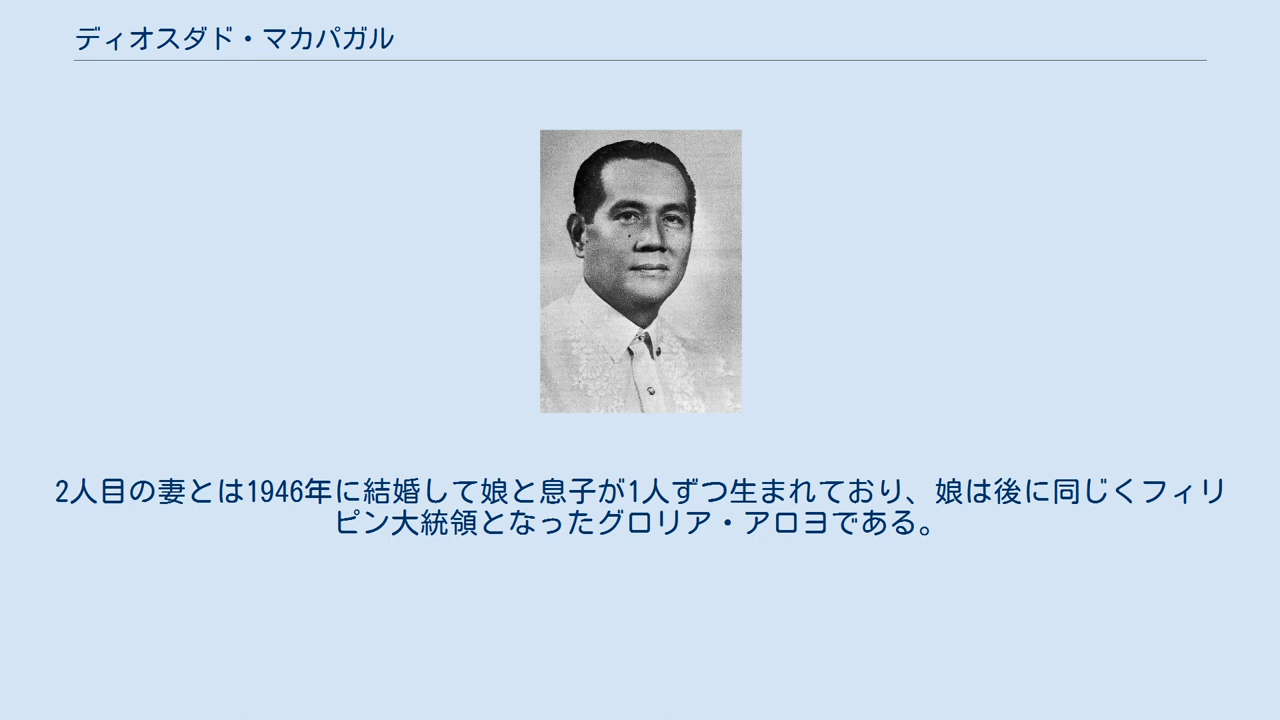 ディオスダド・マカパガル
2人目の妻とは1946年に結婚して娘と息子が1人ずつ生まれており、娘は後に同じくフィリ
ピン大統領となったグロリア・アロヨである。